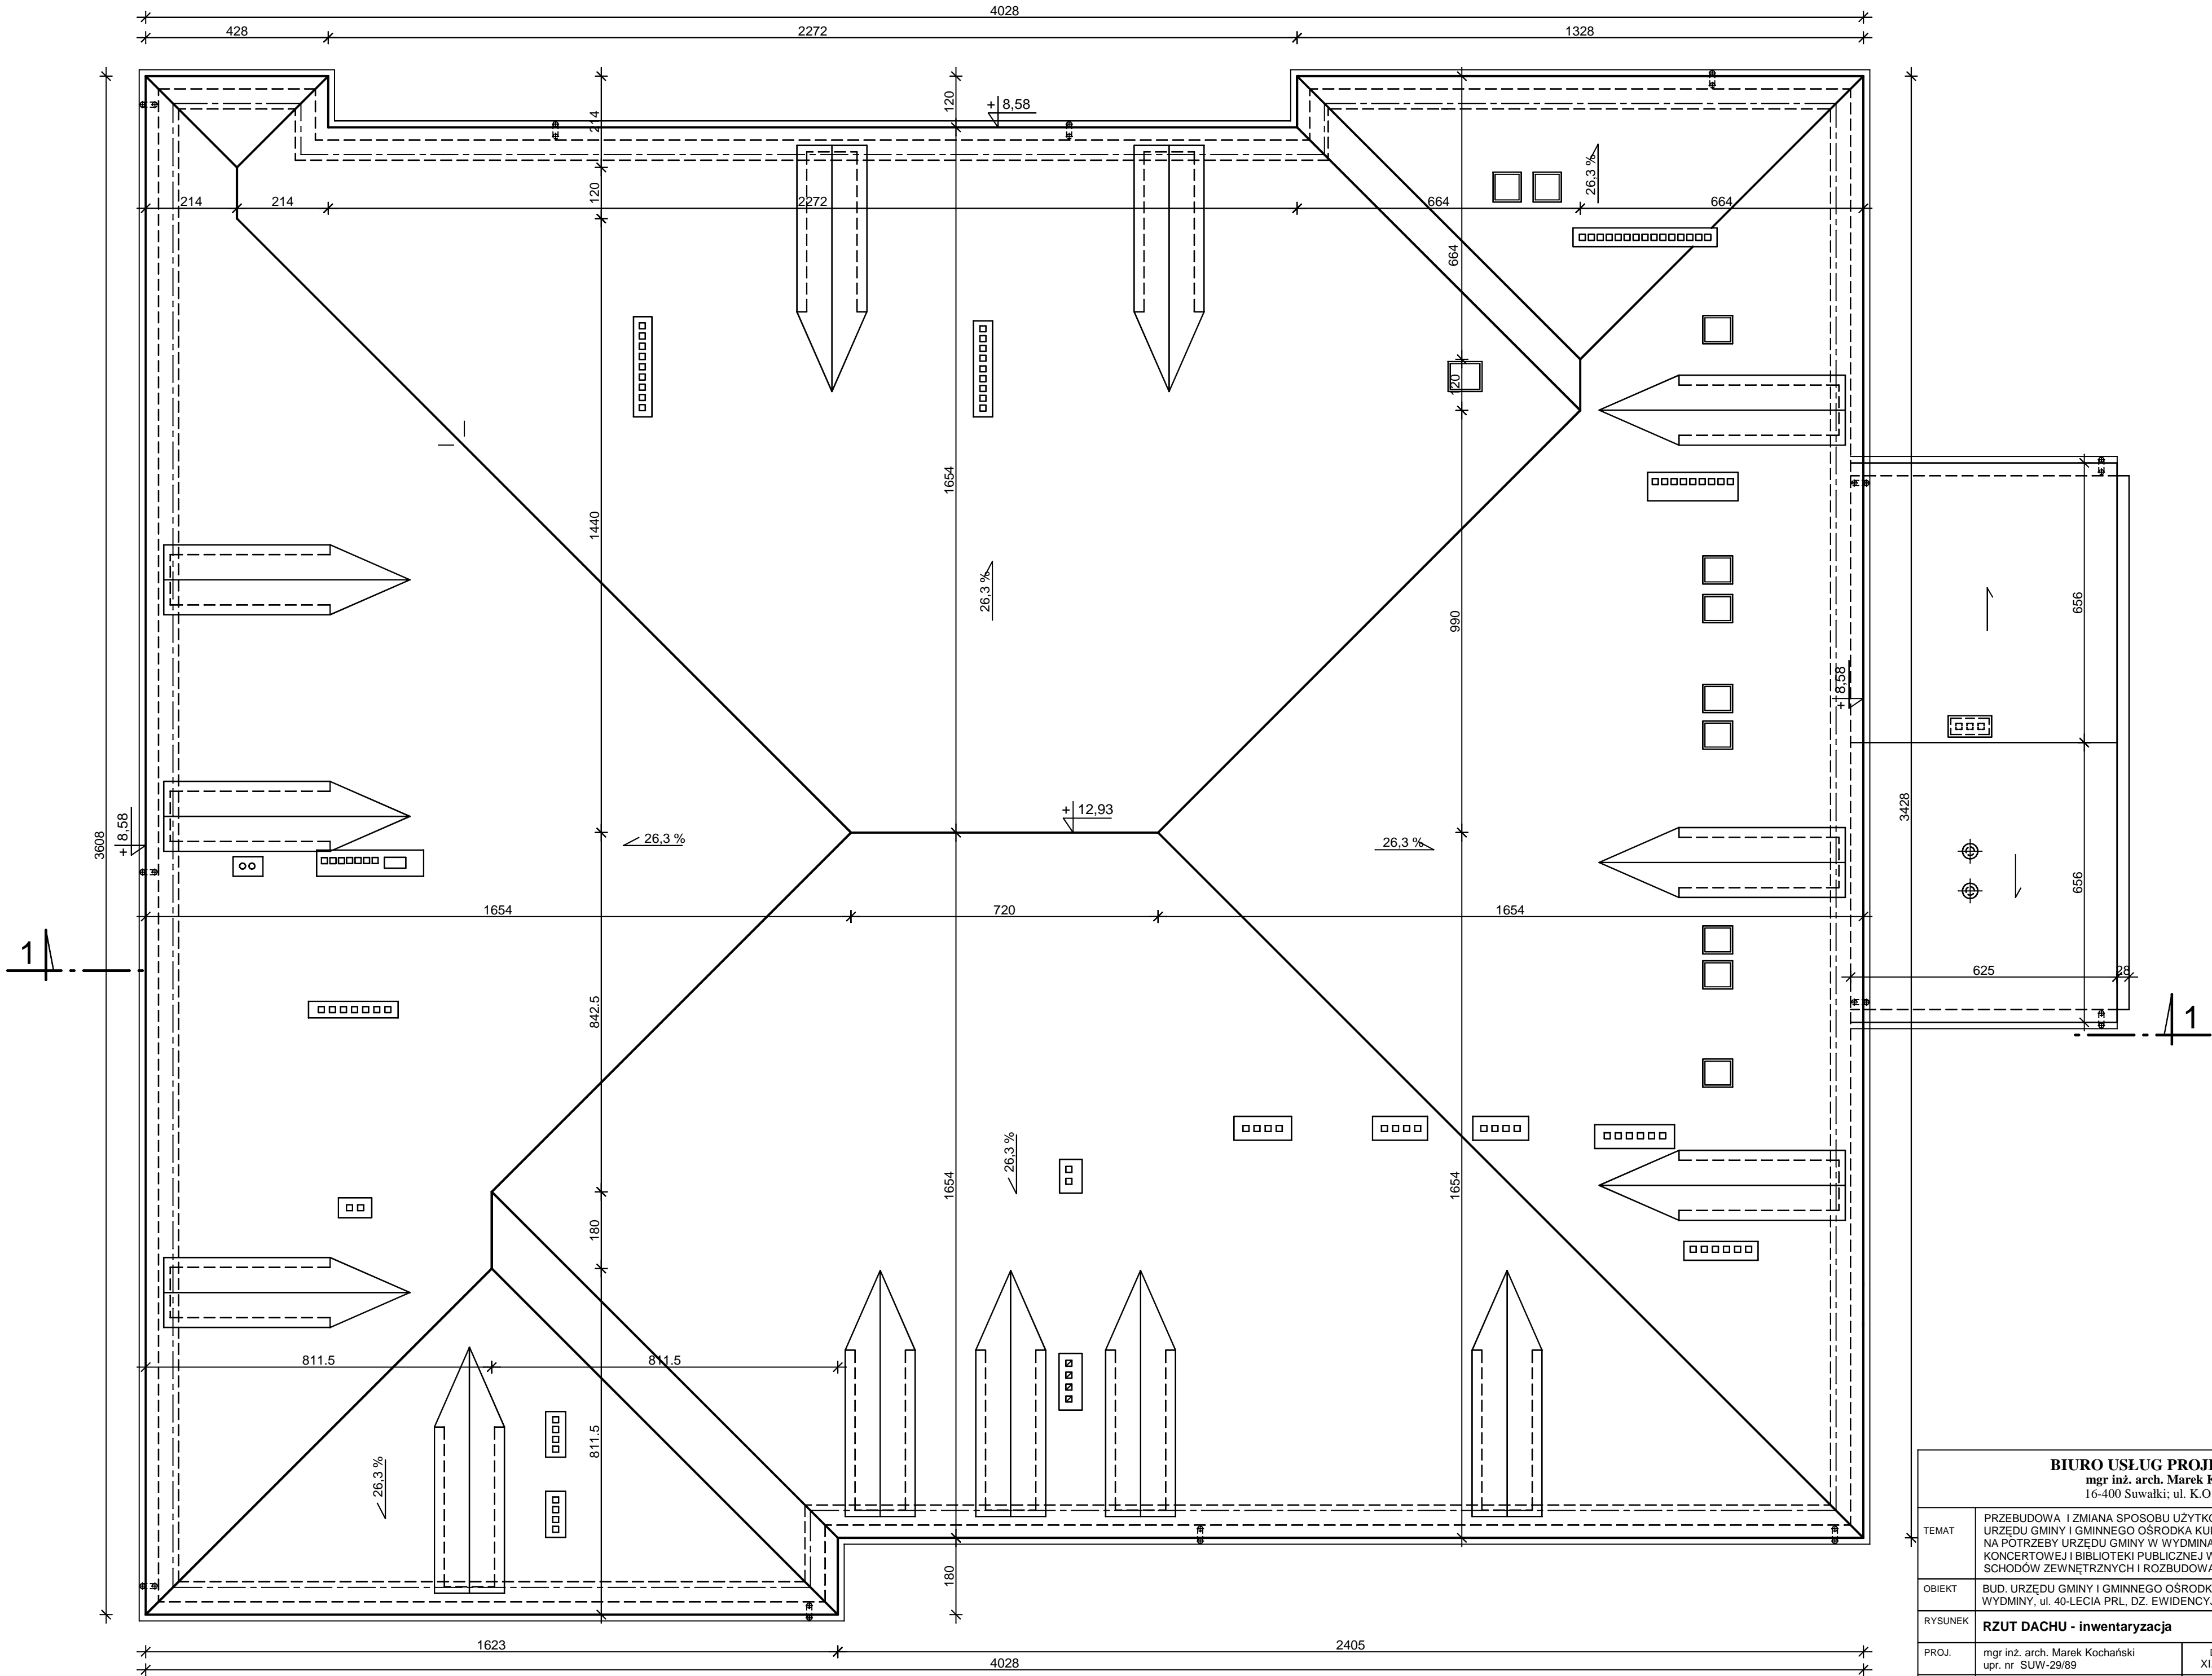 4028
428
2272
1328
120
+ 8,58
214
120
214
214
2272
664
664
26,3 %
664
120
1654
1440
26,3 %
990
656
+ 8,58
+ 12,93
3428
3608
+ 8,58
26,3 %
26,3 %
656
1654
720
1654
1
625
28
1
842.5
26,3 %
1654
1654
180
811.5
811.5
811.5
26,3 %
180
1623
2405
4028
BIURO USŁUG PROJE
mgr inż. arch. Marek K
16-400 Suwałki; ul. K.O
TEMAT
PRZEBUDOWA I ZMIANA SPOSOBU UŻYTKO
URZĘDU GMINY I GMINNEGO OŚRODKA KUL
NA POTRZEBY URZĘDU GMINY W WYDMINA
KONCERTOWEJ I BIBLIOTEKI PUBLICZNEJ W
SCHODÓW ZEWNĘTRZNYCH I ROZBUDOWA
OBIEKT
BUD. URZĘDU GMINY I GMINNEGO OŚRODK
WYDMINY, ul. 40-LECIA PRL, DZ. EWIDENCYJ
RYSUNEK
RZUT DACHU - inwentaryzacja
PROJ.
mgr inż. arch. Marek Kochański
upr. nr SUW-29/89
XI